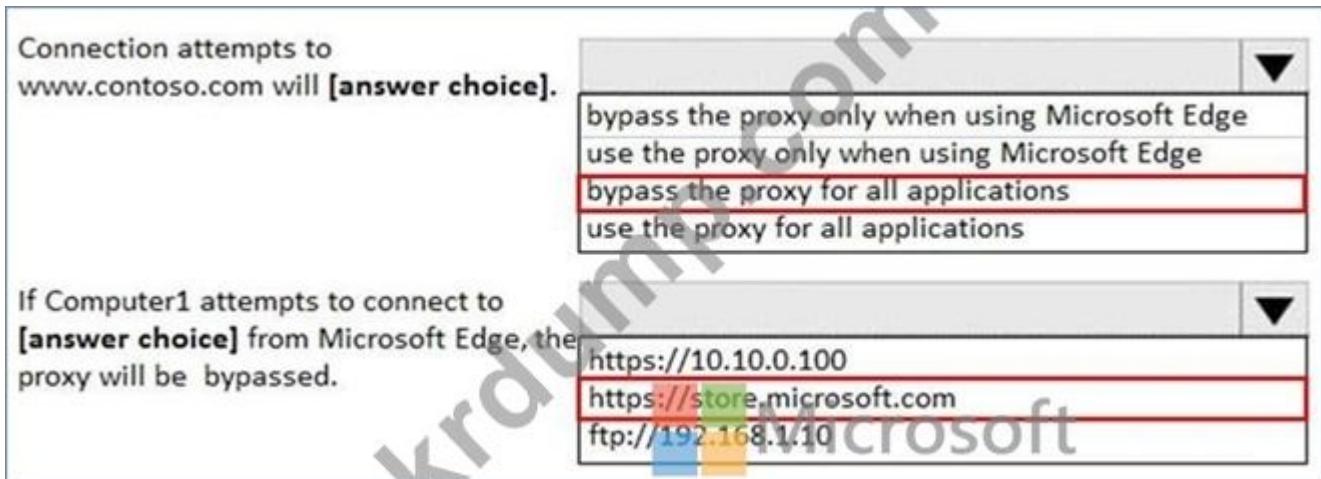 Connection attempts to
www.contoso.com will [answer choice].
bypass the proxy only when using Microsoft Edge
use the proxy only when using Microsoft Edge
bypass the proxy for all applications
use the proxy for all applications
If Computer1 attempts to connect to
[answer choice] from Microsoft Edge, the
proxy will be bypassed.
https://10.10.0.100
https://store.microsoft.com
ftp://192.168.1.10
krdump.com
Microsoft